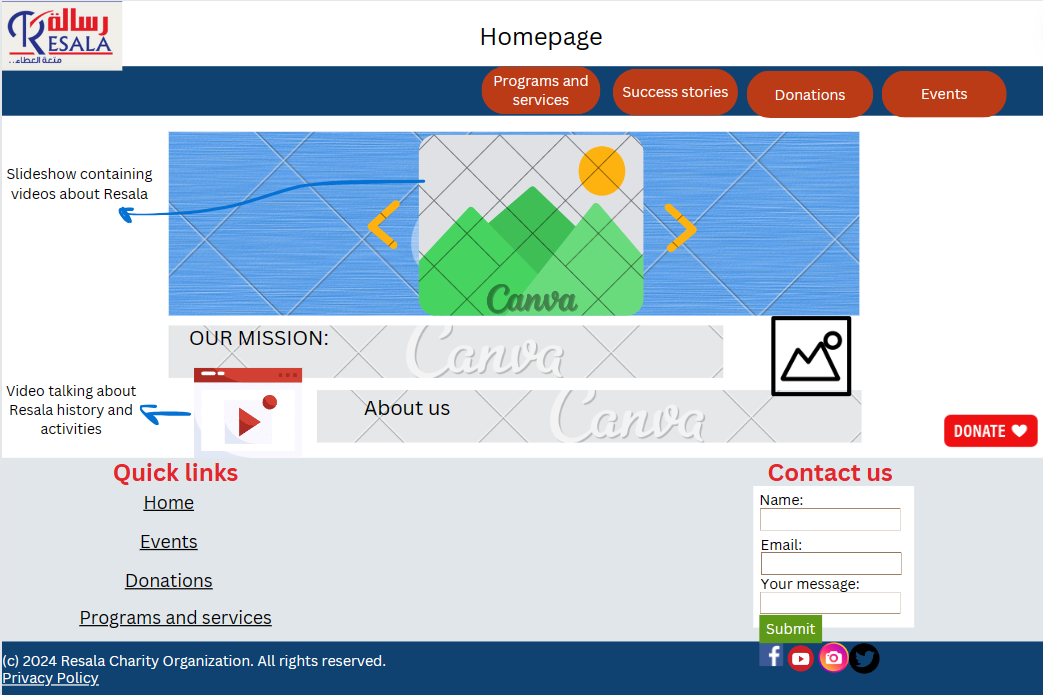 رسالة
RESALA
متعة العطاء..
Homepage
Programs and
services
Success stories
Donations
Events
Slideshow containing
videos about Resala
Canva
OUR MISSION:
Canva
Video talking about
Resala history and
activities
About us
Canva
DONATE
Quick links
Home
Events
Donations
Programs and services
Contact us
Name:
Email:
Your message:
Submit
(c) 2024 Resala Charity Organization. All rights reserved.
Privacy Policy